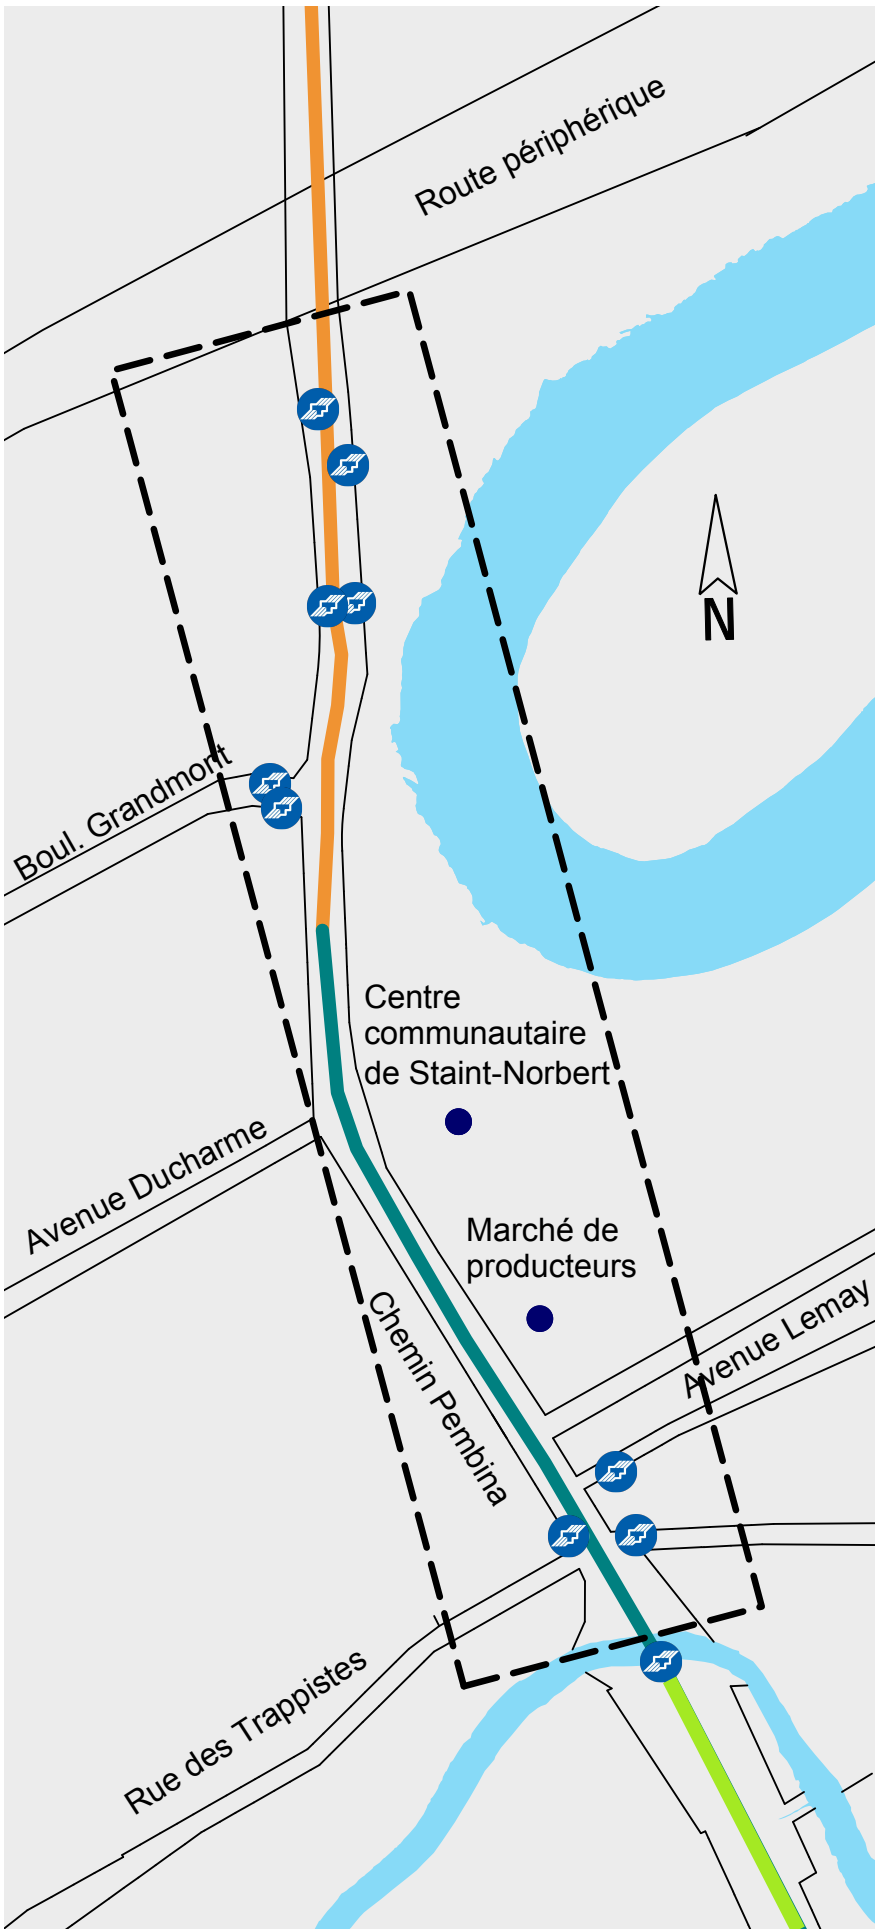 Route périphérique
N
Boul. Grandmont
Centre
communautaire
de Staint-Norbert
Avenue Ducharme
Marché de
producteurs
Avenue Lemay
Chemin Pembina
Rue des Trappistes